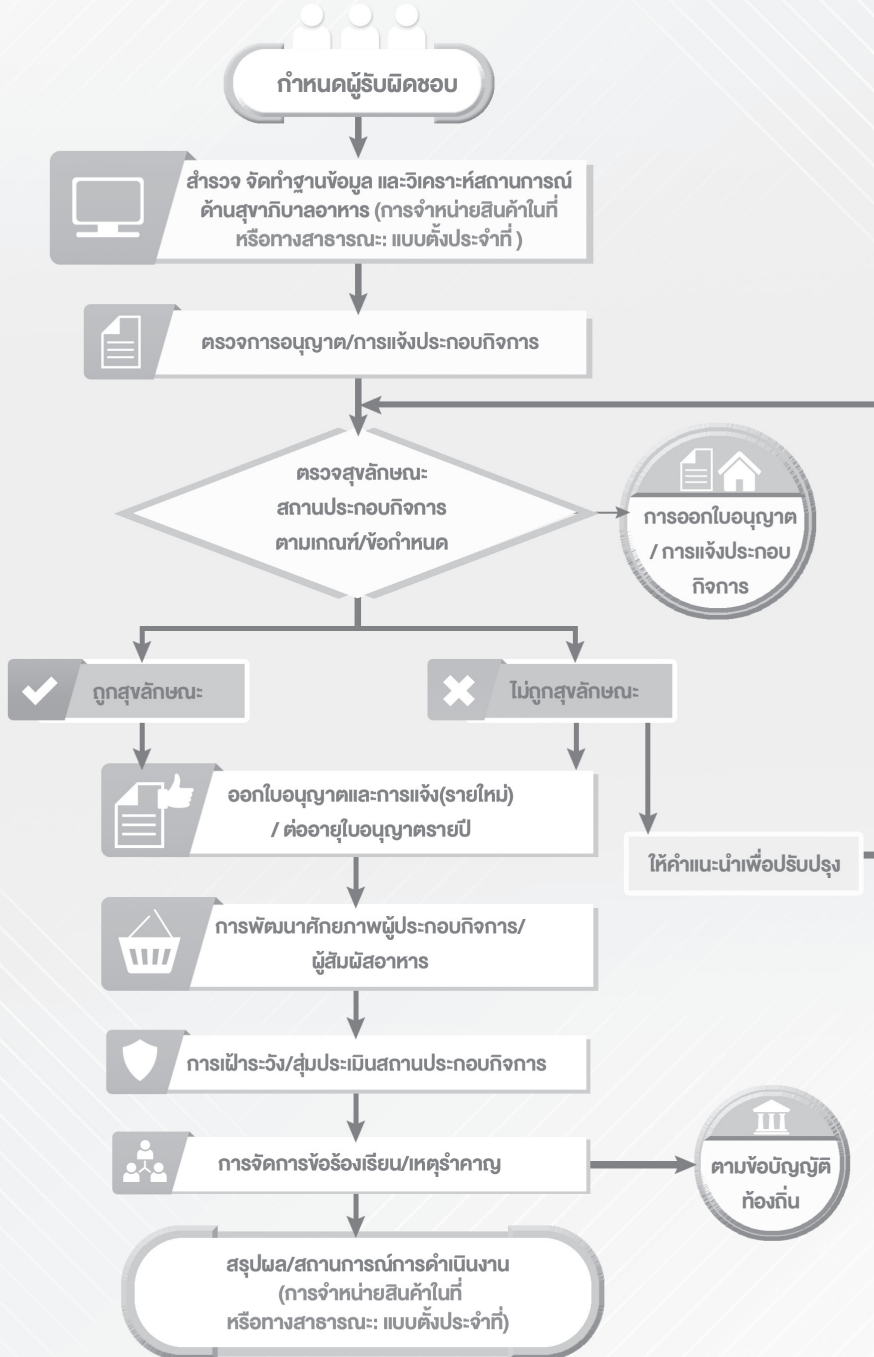 กำหนดผู้รับผิดชอบ
สำรวจ จัดทำฐานข้อมูล และวิเคราะห์สถานการณ์
ด้านสุขาภิบาลอาหาร (การจำหน่ายสินค้าในที่
หรือทางสาธารณะ: แบบตั้งประจำที่ )
ตรวจการอนุญาต/การแจ้งประกอบกิจการ
ตรวจสุขลักษณะ
สถานประกอบกิจการ
ตามเกณฑ์/ข้อกำหนด
การออกใบอนุญาต
/ การแจ้งประกอบ
กิจการ
ถูกสุขลักษณะ
ไม่ถูกสุขลักษณะ
ออกใบอนุญาตและการแจ้ง(รายใหม่)
/ ต่ออายุใบอนุญาตรายปี
ให้คำแนะนำเพื่อปรับปรุง
การพัฒนาศักยภาพผู้ประกอบกิจการ/
ผู้สัมผัสอาหาร
การเฝ้าระวัง/สุ่มประเมินสถานประกอบกิจการ
การจัดการข้อร้องเรียน/เหตุรำคาญ
ตามข้อบัญญัติ
ท้องถิ่น
สรุปผล/สถานการณ์การดำเนินงาน
(การจำหน่ายสินค้าในที่
หรือทางสาธารณะ: แบบตั้งประจำที่)